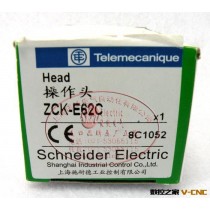 Telemecanique
Head
操作头
ZCK-E62C
x1
CE
8C1052
Schneider Electric
Shanghai Industrial Control Co.,Ltd.
上海施耐德工业控制有限公司
数控之家 V-CNC